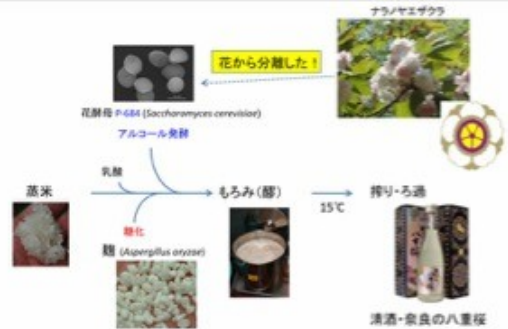 ナラノヤエザクラ
花から分離した！
花酵母 P-684 (Saccharomyces cerevisiae)
アルコール発酵
乳酸
蒸米
もろみ（醪）
搾り・ろ過
15℃
糖化
麹 (Aspergillus oryzae)
清酒・奈良の八重桜